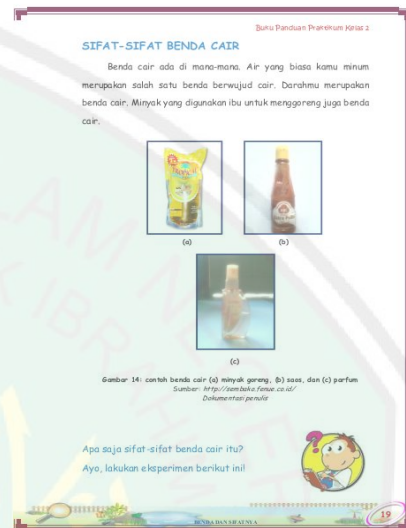 Buku Panduan Praktikum Kelas 2
SIFAT-SIFAT BENDA CAIR
Benda cair ada di mana-mana. Air yang biasa kamu minum
merupakan salah satu benda berwujud cair. Darahmu merupakan
benda cair. Minyak yang digunakan ibu untuk menggoreng juga benda
cair.
(a)
(b)
(c)
Gambar 14: contoh benda cair (a) minyak goreng, (b) saos, dan (c) parfum
Sumber: http://sembako.fenue.co.id/
Dokumentasi penulis
Apa saja sifat-sifat benda cair itu?
Ayo, lakukan eksperimen berikut ini!
BENDA DAN SIFATNYA
19